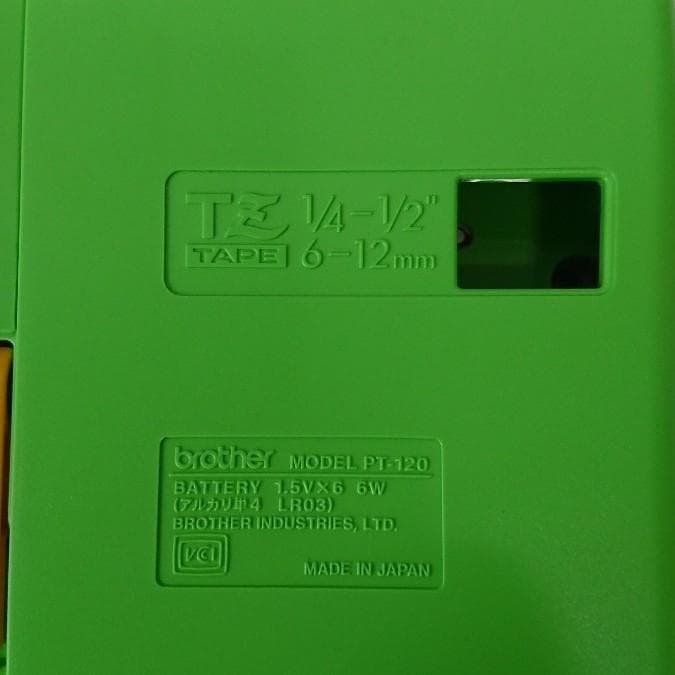 TZ 1/4-1/2"
TAPE 6-12mm
brother MODEL PT-120
BATTERY 1.5V×6 6W
(アルカリ単4 LR03)
BROTHER INDUSTRIES, LTD.
VCI
MADE IN JAPAN